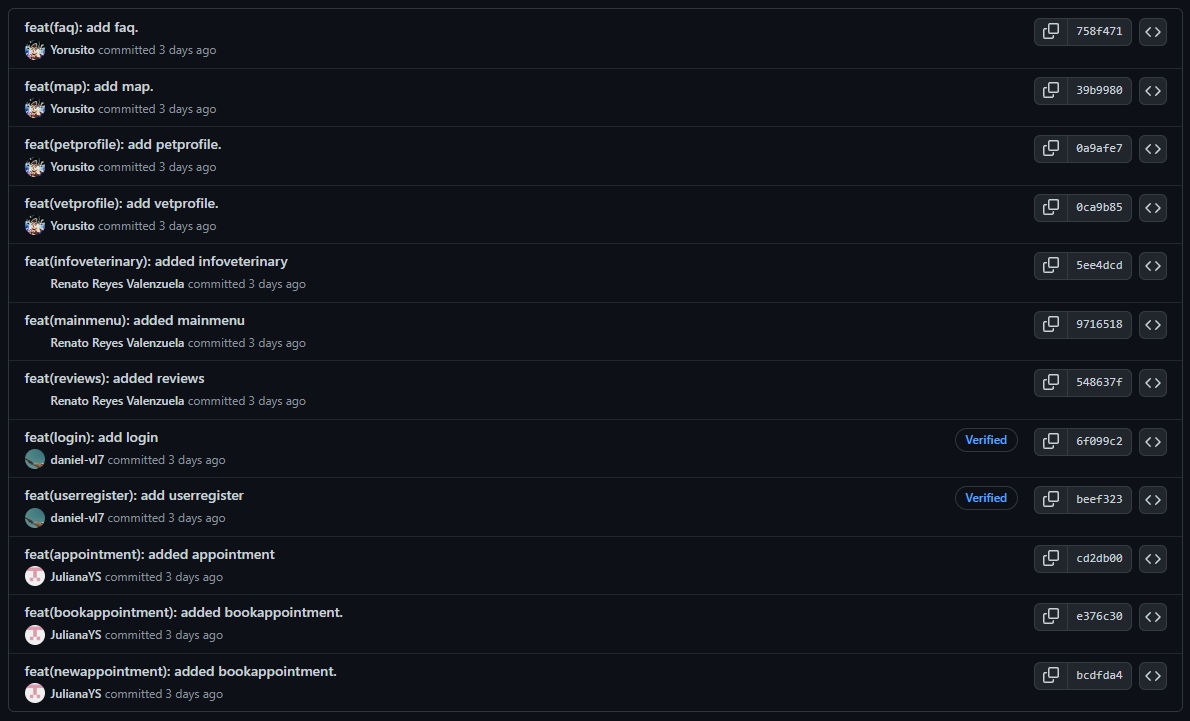 feat(faq): add faq.
758f471
Yorusito committed 3 days ago
feat(map): add map.
39b9980
Yorusito committed 3 days ago
feat(petprofile): add petprofile.
0a9afe7
Yorusito committed 3 days ago
feat(vetprofile): add vetprofile.
0ca9b85
Yorusito committed 3 days ago
feat(infoveterinary): added infoveterinary
5ee4dcd
Renato Reyes Valenzuela committed 3 days ago
feat(mainmenu): added mainmenu
9716518
Renato Reyes Valenzuela committed 3 days ago
feat(reviews): added reviews
548637f
Renato Reyes Valenzuela committed 3 days ago
feat(login): add login
Verified
6f099c2
daniel-vl7 committed 3 days ago
feat(userregister): add userregister
Verified
beef323
daniel-vl7 committed 3 days ago
feat(appointment): added appointment
cd2db00
JulianaYS committed 3 days ago
feat(bookappointment): added bookappointment.
e376c30
JulianaYS committed 3 days ago
feat(newappointment): added bookappointment.
bcdfda4
JulianaYS committed 3 days ago